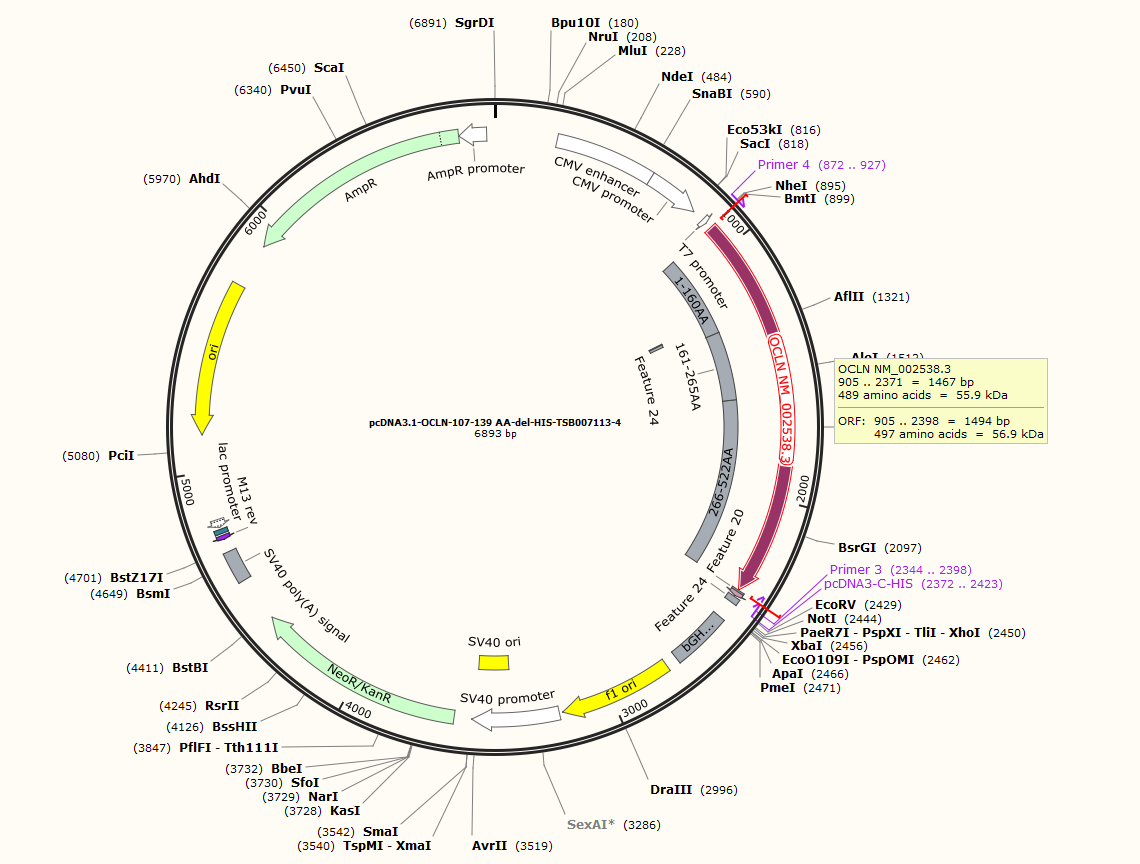 (6891) SgrDI
Bpu10I (180)
NruI (208)
MluI (228)
(6450) ScaI
(6340) PvuI
NdeI (484)
SnaBI (590)
Eco53kI (816)
SacI (818)
Primer 4 (872 .. 927)
NheI (895)
BmtI (899)
(5970) AhdI
AmpR promoter
AmpR
CMV enhancer
CMV promoter
T7 promoter
6000
000
AflII (1321)
1-160AA
161-265AA
Feature 24
OCLN NM_002538.3
905 .. 2371 = 1467 bp
489 amino acids = 55.9 kDa
ORF: 905 .. 2398 = 1494 bp
497 amino acids = 56.9 kDa
OCLN NM_002538.3
ori
pcDNA3.1-OCLN-107-139 AA-del-HIS-TSB007113-4
6893 bp
(5080) PciI
5000
lac promoter
M13 rev
266-522AA
2000
BsrGI (2097)
Feature 20
Primer 3 (2344 .. 2398)
pcDNA3-C-HIS (2372 .. 2423)
EcoRV (2429)
NotI (2444)
PaeR7I - PspXI - TliI - XhoI (2450)
XbaI (2456)
EcoO109I - PspOMI (2462)
ApaI (2466)
PmeI (2471)
Feature 24
bGH...
(4701) BstZ17I
(4649) BsmI
SV40 poly(A) signal
SV40 ori
(4411) BstBI
NeoR/KanR
SV40 promoter
f1 ori
3000
4000
(4245) RsrII
(4126) BssHII
(3847) PflFI - Tth111I
(3732) BbeI
(3730) SfoI
(3729) NarI
(3728) KasI
(3542) SmaI
(3540) TspMI - XmaI
AvrII (3519)
SexAI* (3286)
DraIII (2996)